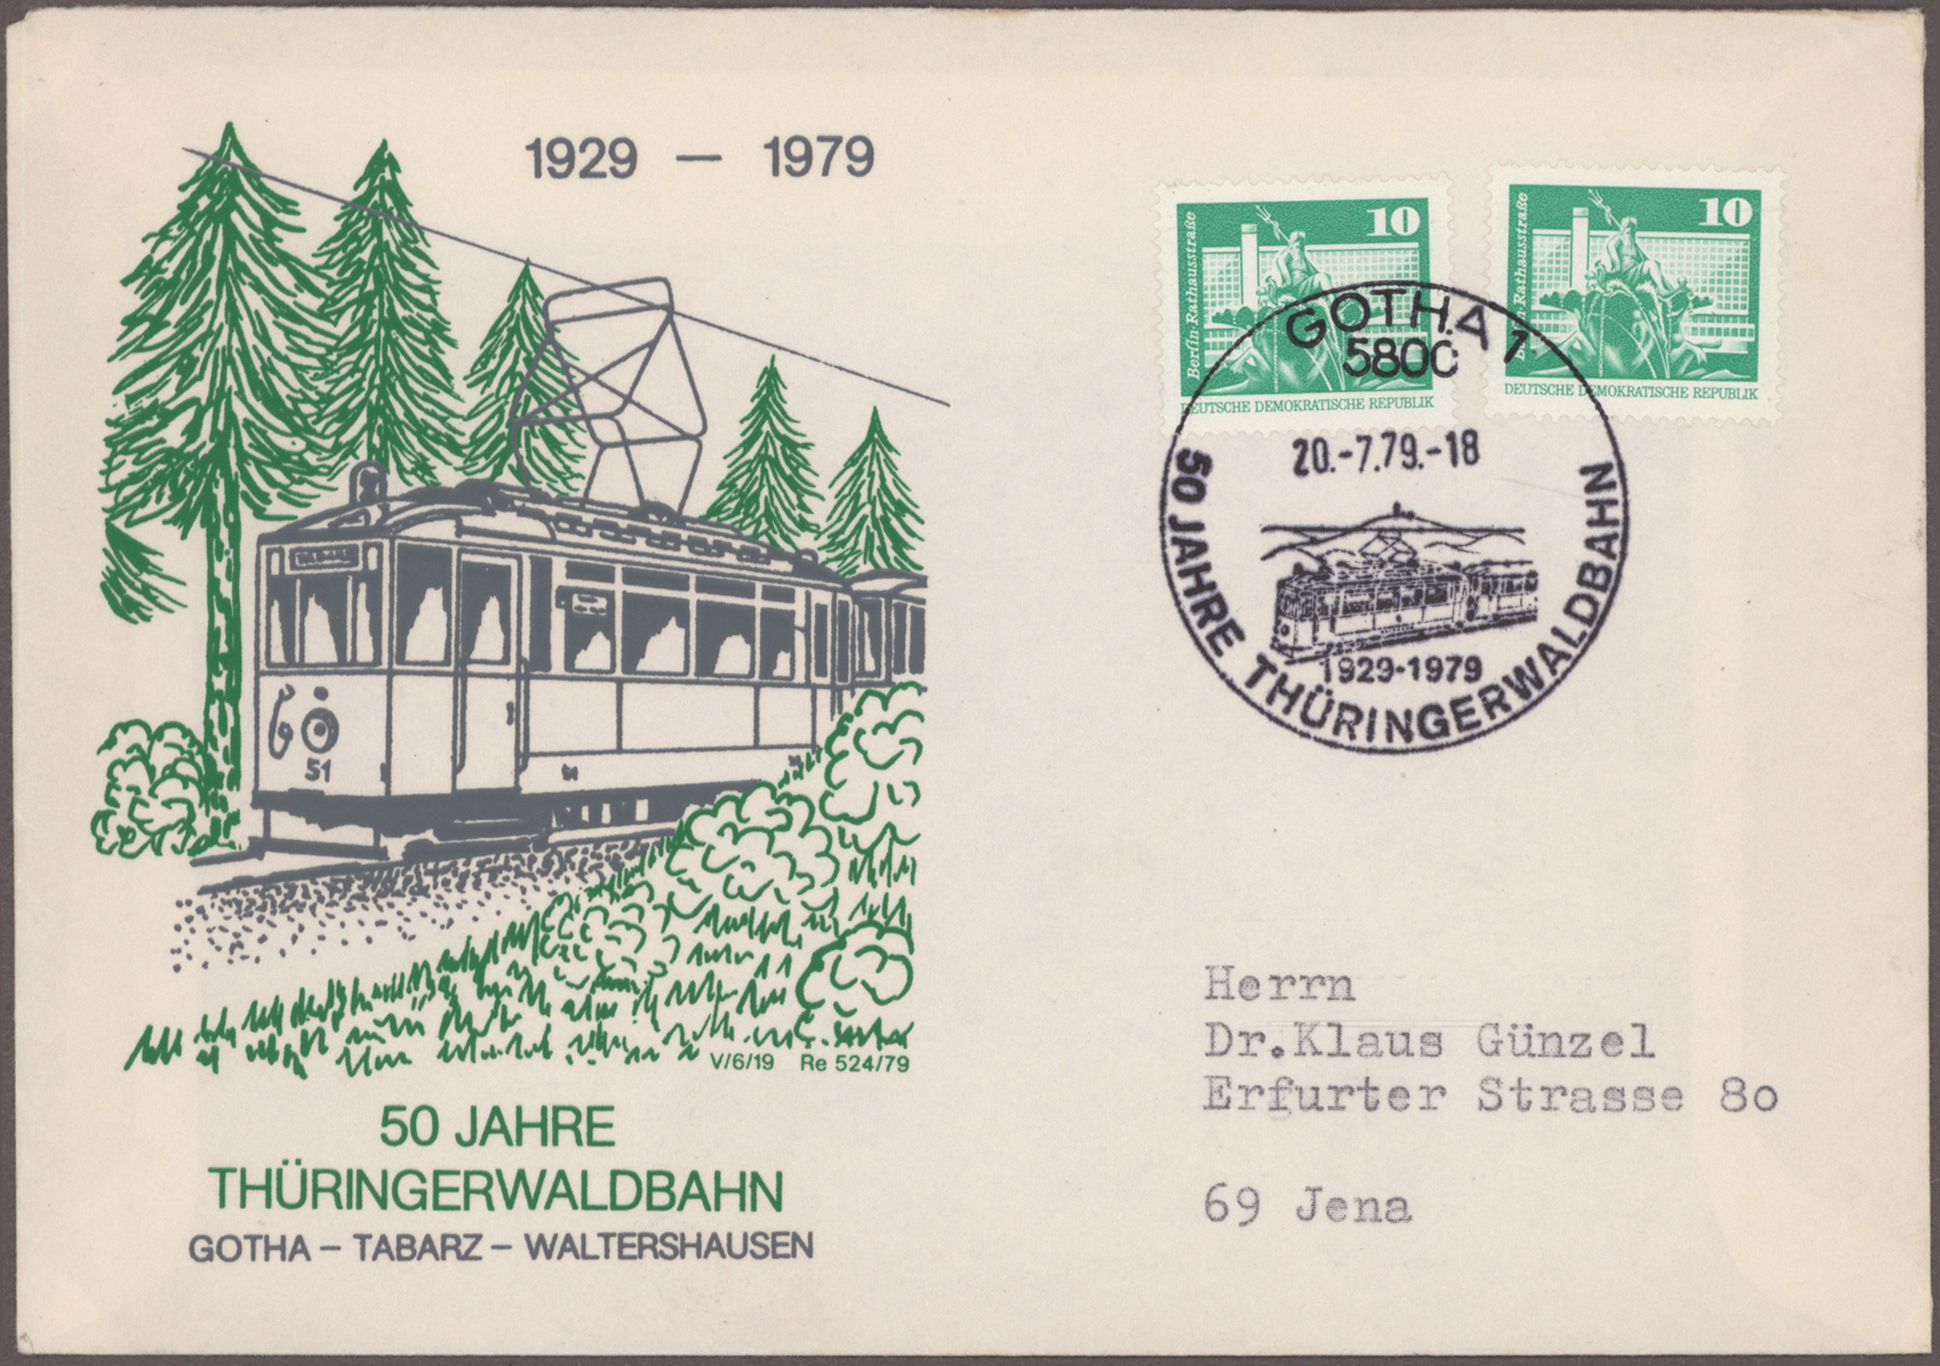 1929 — 1979
51
V/6/19 Re 524/79
50 JAHRE
THÜRINGERWALDBAHN
GOTHA – TABARZ – WALTERSHAUSEN
Berlin·Rathausstraße
10
DEUTSCHE DEMOKRATISCHE REPUBLIK
Berlin·Rathausstraße
10
DEUTSCHE DEMOKRATISCHE REPUBLIK
GOTHA 1
5800
20.-7.79.-18
1929-1979
50 JAHRE THÜRINGERWALDBAHN
Herrn
Dr.Klaus Günzel
Erfurter Strasse 80
69 Jena